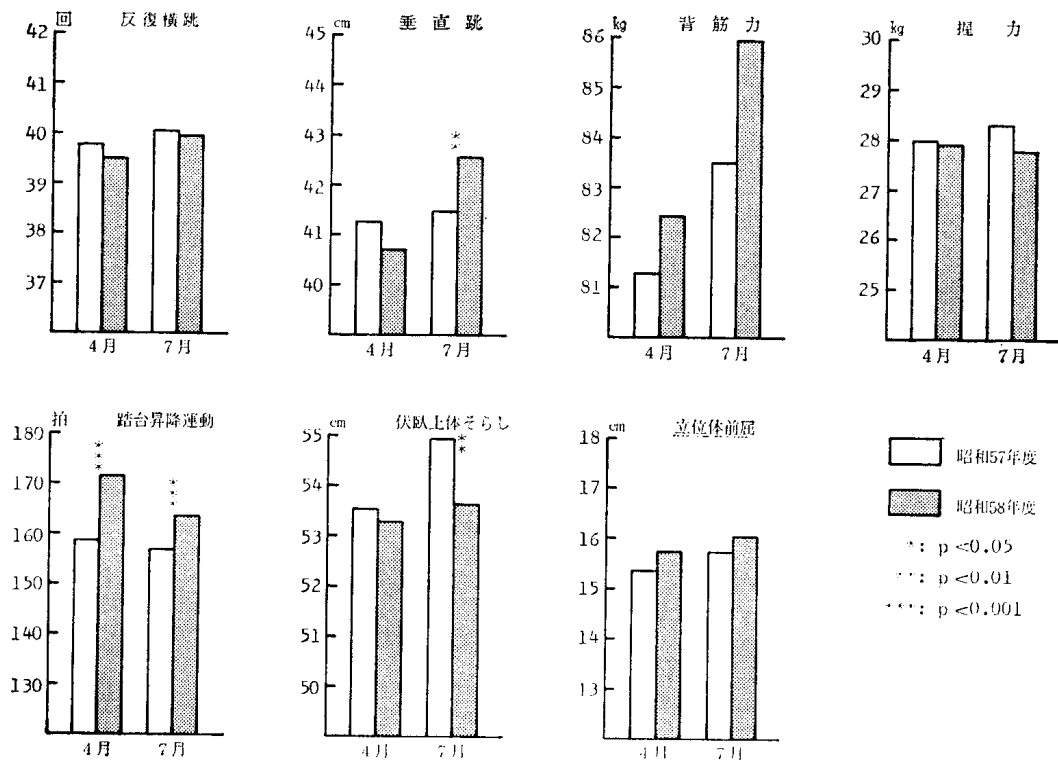 反復横跳
回
42
41
40
39
38
37
4月 7月
垂直跳
cm
45
44
43
42
41
40
**
4月 7月
背筋力
kg
86
85
84
83
82
81
4月 7月
握力
kg
30
29
28
27
26
25
4月 7月
踏台昇降運動
拍
180
170
160
150
140
130
***
***
4月 7月
伏臥上体そらし
cm
55
54
53
52
51
50
**
4月 7月
立位体前屈
cm
18
17
16
15
14
13
4月 7月
昭和57年度
昭和58年度
*: p<0.05
**: p<0.01
***: p<0.001